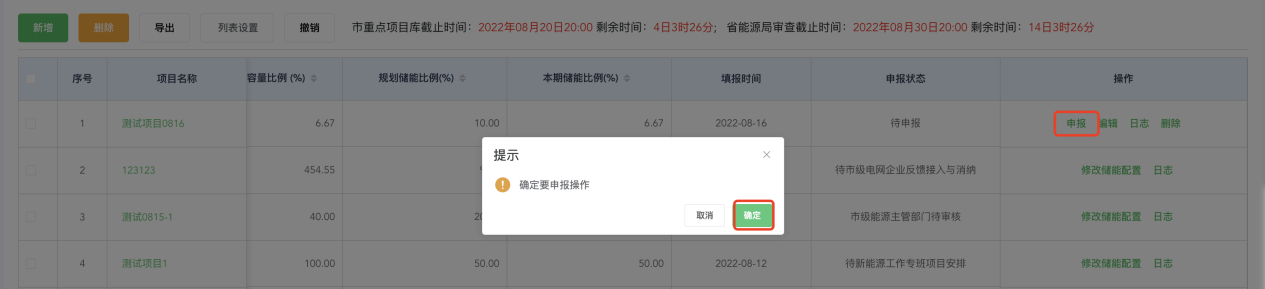 新增 删除 导出 列表设置 撤销 市重点项目库截止时间：2022年08月20日20:00 剩余时间：4日3时26分; 省能源局审查截止时间：2022年08月30日20:00 剩余时间：14日3时26分
序号 项目名称 容量比例 (%) 规划储能比例(%) 本期储能比例(%) 填报时间 申报状态 操作
1 测试项目0816 6.67 10.00 6.67 2022-08-16 待申报 申报 编辑 日志 删除
提示
2 123123 454.55 待市级电网企业反馈接入与消纳 修改储能配置 日志
确定要申报操作
3 测试0815-1 40.00 市级能源主管部门待审核 修改储能配置 日志
取消 确定
4 测试项目1 100.00 50.00 50.00 2022-08-12 待新能源工作专班项目安排 修改储能配置 日志